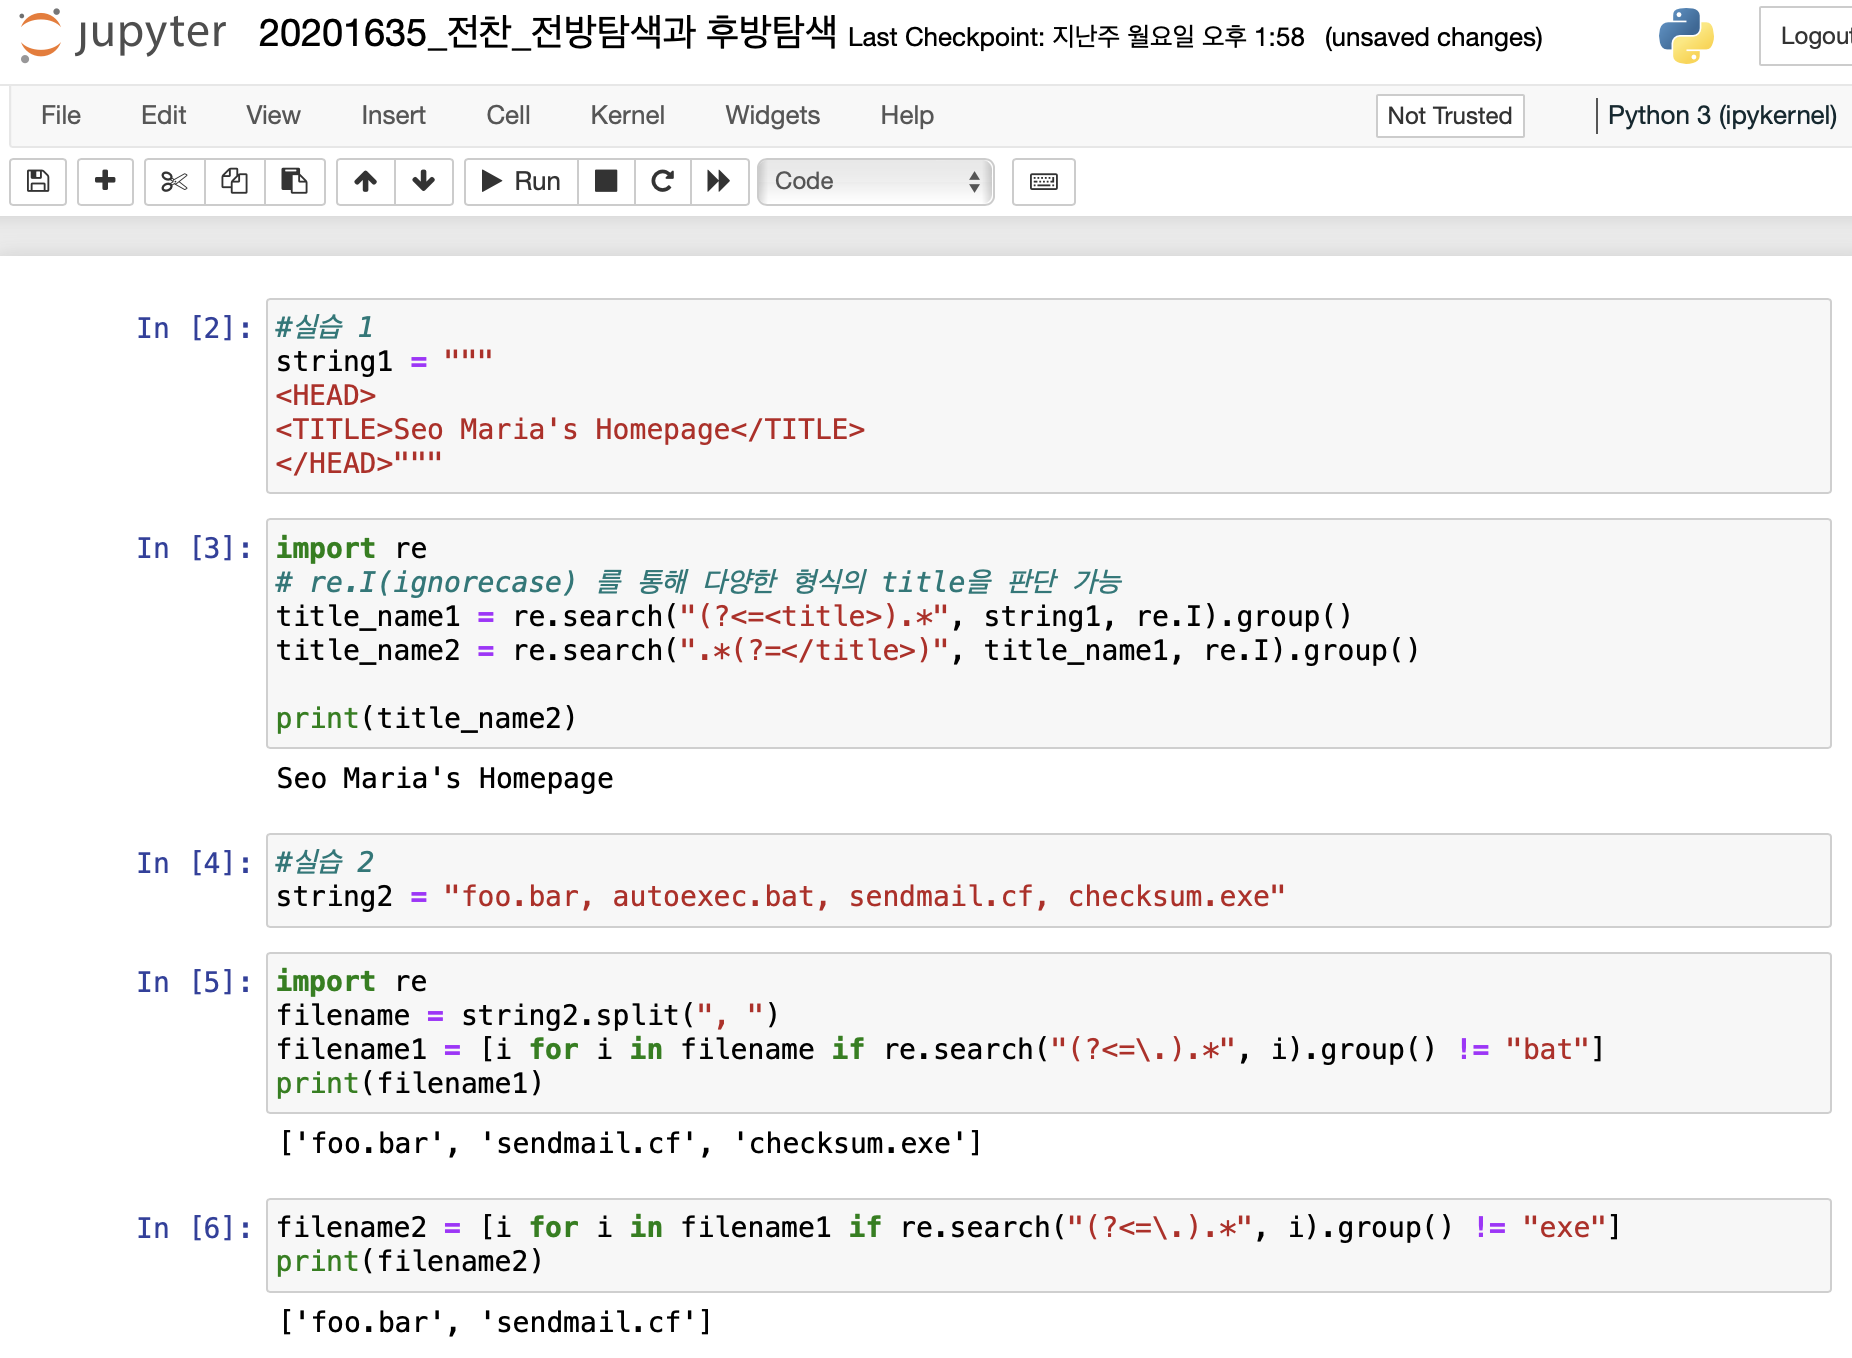 jupyter 20201635_전찬_전방탐색과 후방탐색 Last Checkpoint: 지난주 월요일 오후 1:58 (unsaved changes) Logout
File Edit View Insert Cell Kernel Widgets Help Not Trusted Python 3 (ipykernel)
Run Code
In [2]: #실습 1
string1 = """
<HEAD>
<TITLE>Seo Maria's Homepage</TITLE>
</HEAD>"""
In [3]: import re
# re.I(ignorecase) 를 통해 다양한 형식의 title을 판단 가능
title_name1 = re.search("(?<=<title>).*", string1, re.I).group()
title_name2 = re.search(".*(?=</title>)", title_name1, re.I).group()
print(title_name2)
Seo Maria's Homepage
In [4]: #실습 2
string2 = "foo.bar, autoexec.bat, sendmail.cf, checksum.exe"
In [5]: import re
filename = string2.split(", ")
filename1 = [i for i in filename if re.search("(?<=\.).*", i).group() != "bat"]
print(filename1)
['foo.bar', 'sendmail.cf', 'checksum.exe']
In [6]: filename2 = [i for i in filename1 if re.search("(?<=\.).*", i).group() != "exe"]
print(filename2)
['foo.bar', 'sendmail.cf']